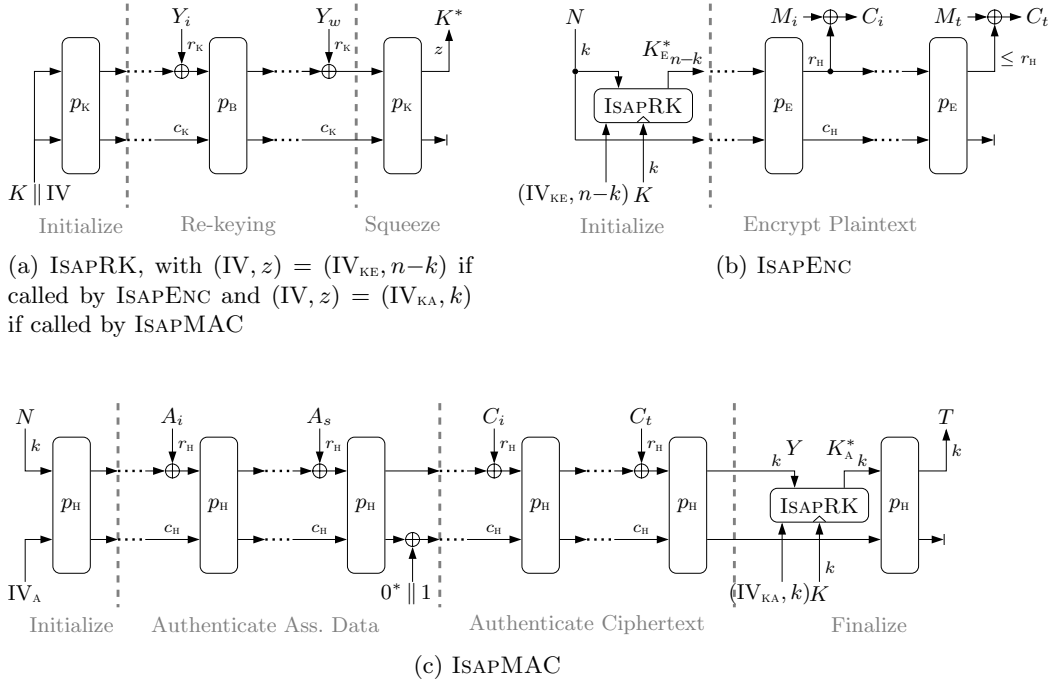 Y_i Y_w K*
r_K r_K z
p_K p_B p_K
c_K c_K
K ∥ IV
Initialize Re-keying Squeeze
(a) ISAPRK, with (IV, z) = (IV_KE, n−k) if
called by ISAPENC and (IV, z) = (IV_KA, k)
if called by ISAPMAC
N M_i C_i M_t C_t
k K*_E n−k r_H ≤ r_H
ISAPRK p_E p_E
c_H
k
(IV_KE, n−k) K
Initialize Encrypt Plaintext
(b) ISAPENC
N A_i A_s C_i C_t Y K*_A T
k r_H r_H r_H r_H k k k
p_H p_H p_H p_H p_H ISAPRK p_H
c_H c_H c_H c_H
k
IV_A 0* ∥ 1 (IV_KA, k) K
Initialize Authenticate Ass. Data Authenticate Ciphertext Finalize
(c) ISAPMAC